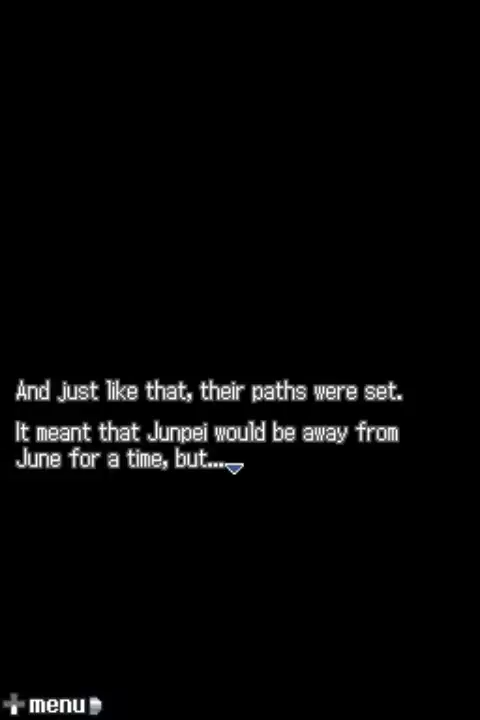 And just like that, their paths were set.
It meant that Junpei would be away from
June for a time, but...
menu